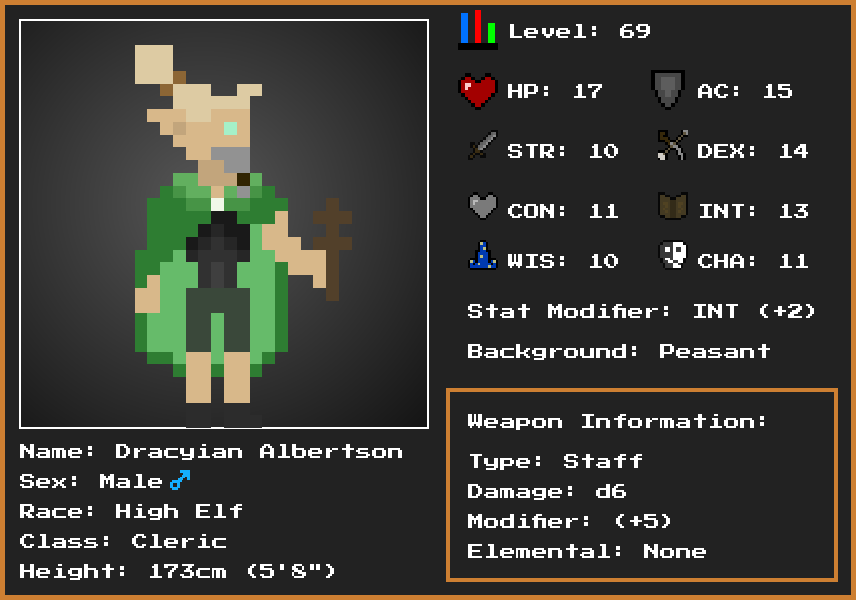 Level: 69
HP: 17 AC: 15
STR: 10 DEX: 14
CON: 11 INT: 13
WIS: 10 CHA: 11
Stat Modifier: INT (+2)
Background: Peasant
Weapon Information:
Type: Staff
Damage: d6
Modifier: (+5)
Elemental: None
Name: Dracyian Albertson
Sex: Male♂
Race: High Elf
Class: Cleric
Height: 173cm (5'8")